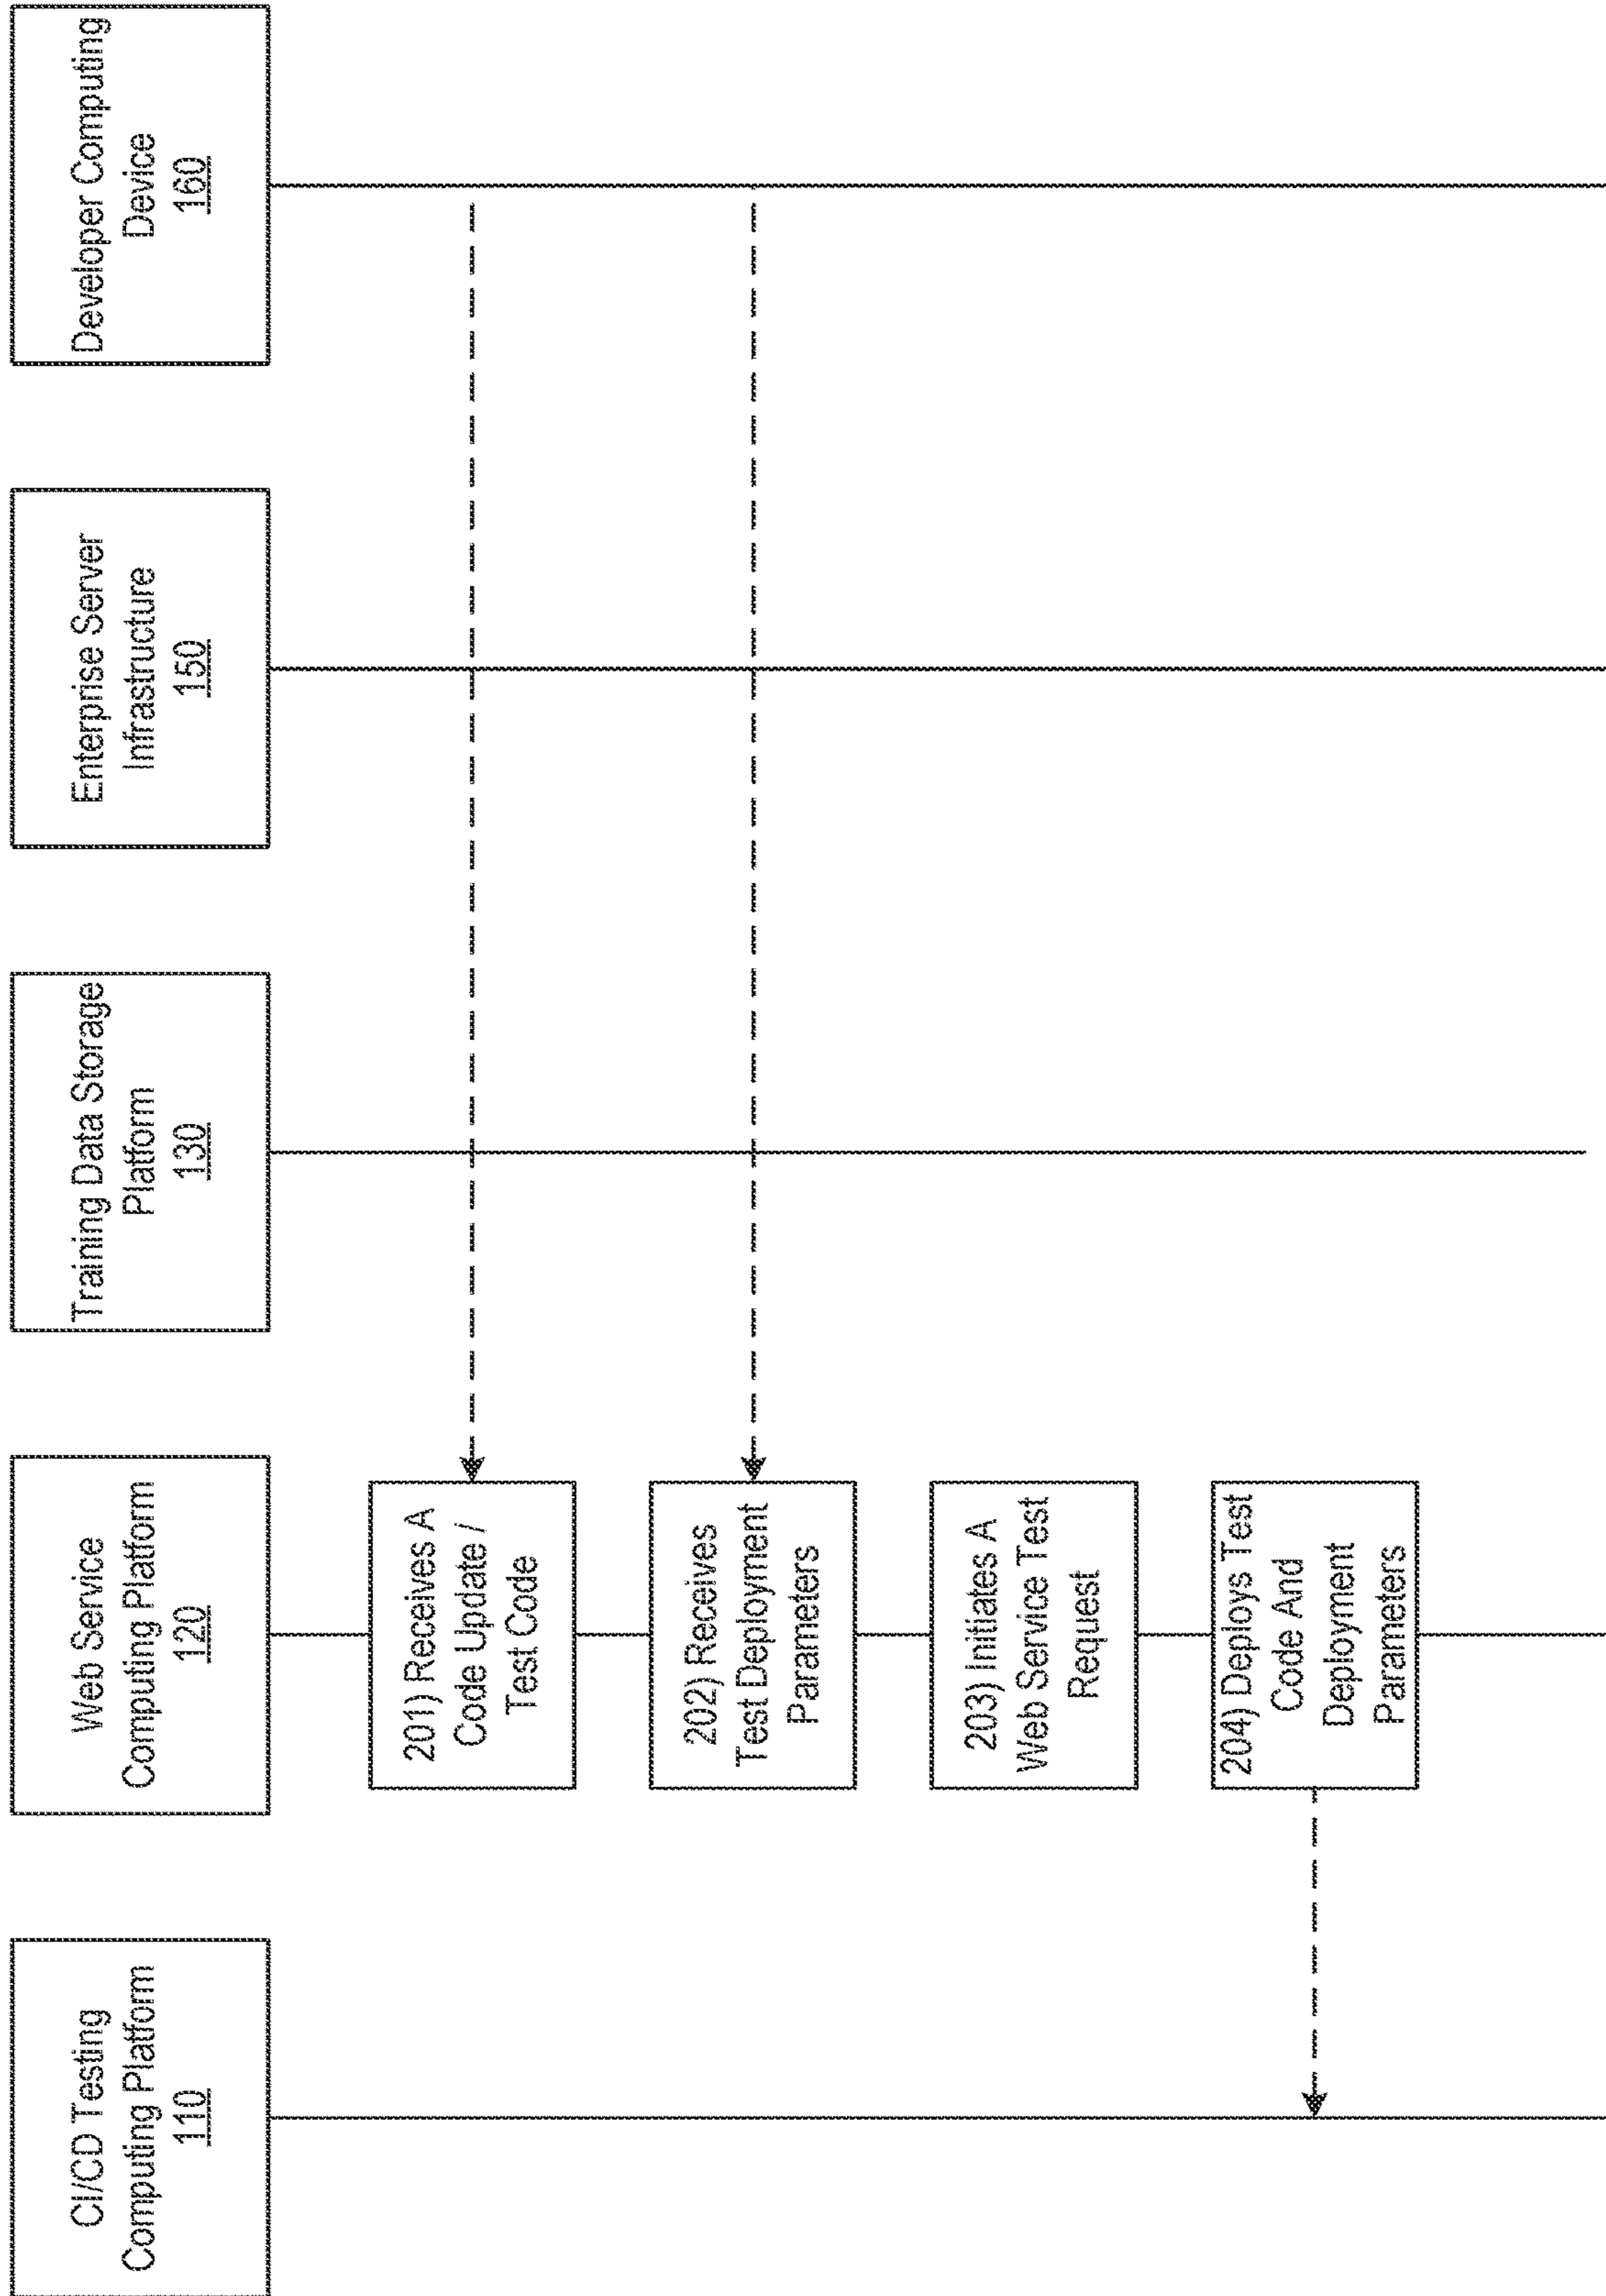 CI/CD Testing
Computing Platform
110
Web Service
Computing Platform
120
Training Data Storage
Platform
130
Enterprise Server
Infrastructure
150
Developer Computing
Device
160
201) Receives A
Code Update /
Test Code
202) Receives
Test Deployment
Parameters
203) Initiates A
Web Service Test
Request
204) Deploys Test
Code And
Deployment
Parameters